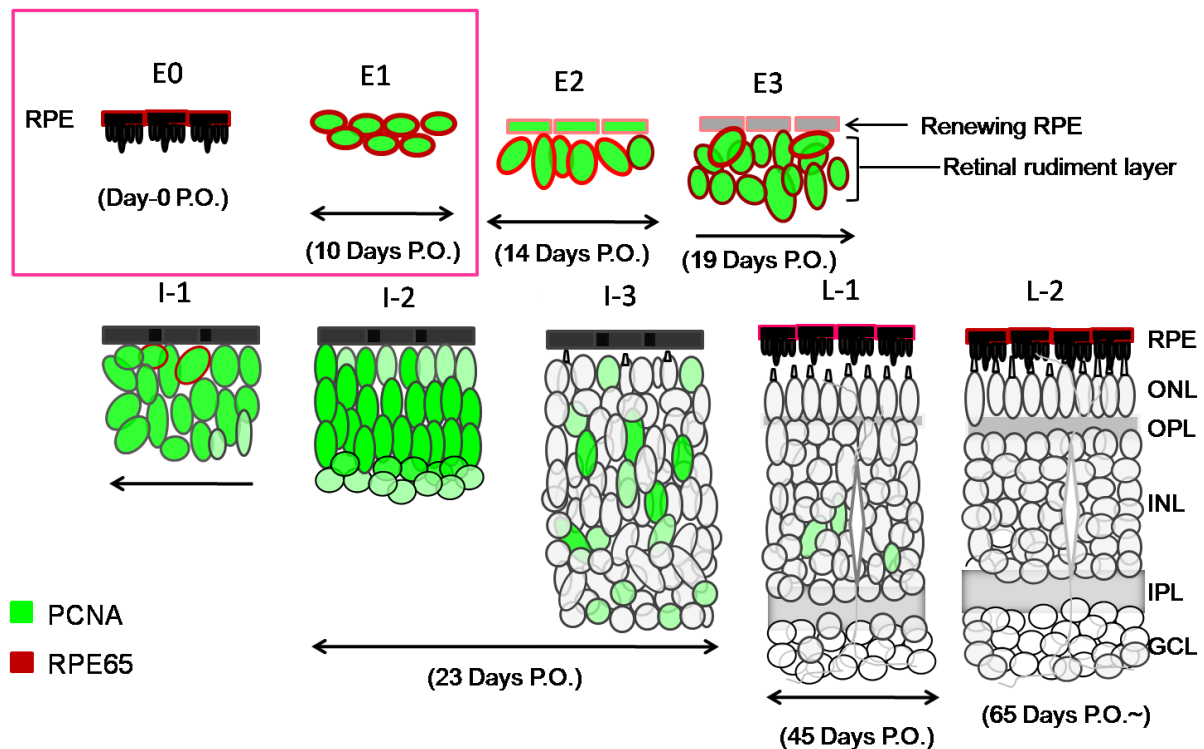 E0
E1
E2
E3
RPE
Renewing RPE
Retinal rudiment layer
(Day-0 P.O.)
(10 Days P.O.)
(14 Days P.O.)
(19 Days P.O.)
I-1
I-2
I-3
L-1
L-2
RPE
ONL
OPL
INL
IPL
GCL
PCNA
RPE65
(23 Days P.O.)
(45 Days P.O.)
(65 Days P.O.~)